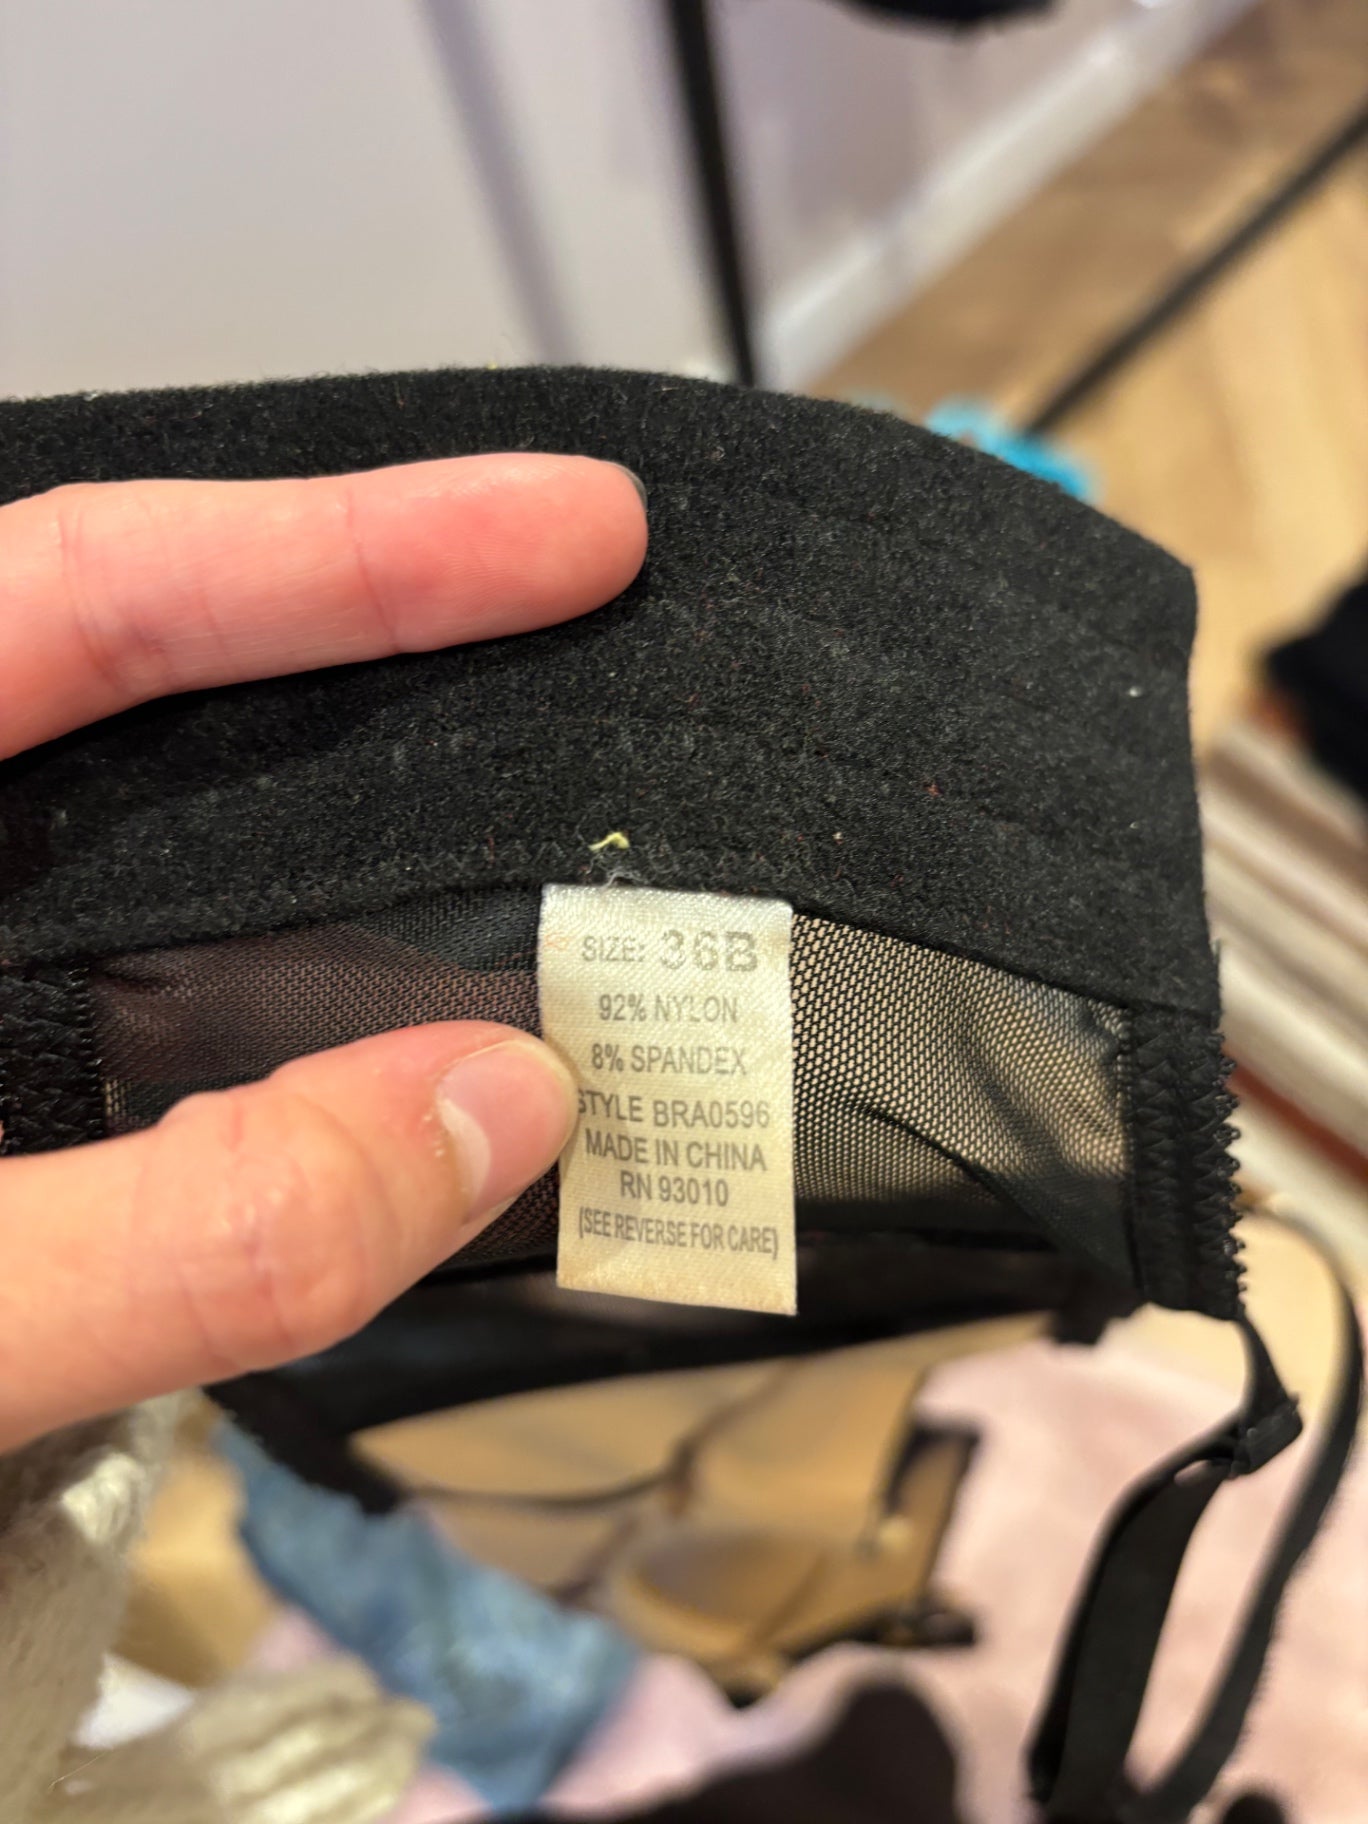 SIZE: 36B
92% NYLON
8% SPANDEX
STYLE BRA0596
MADE IN CHINA
RN 93010
(SEE REVERSE FOR CARE)